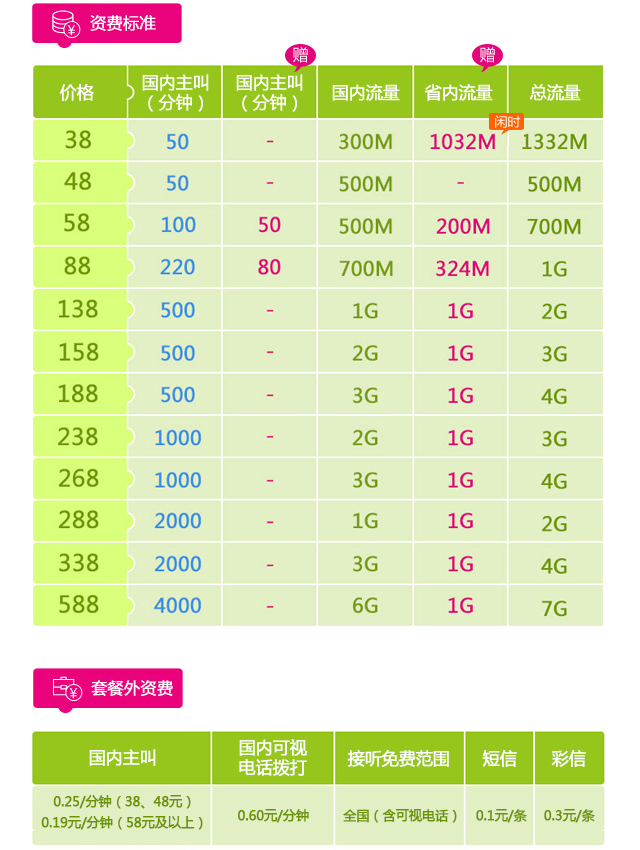 资费标准
赠 赠
价格 国内主叫（分钟） 国内主叫（分钟） 国内流量 省内流量 总流量
闲时
38 50 - 300M 1032M 1332M
48 50 - 500M - 500M
58 100 50 500M 200M 700M
88 220 80 700M 324M 1G
138 500 - 1G 1G 2G
158 500 - 2G 1G 3G
188 500 - 3G 1G 4G
238 1000 - 2G 1G 3G
268 1000 - 3G 1G 4G
288 2000 - 1G 1G 2G
338 2000 - 3G 1G 4G
588 4000 - 6G 1G 7G
套餐外资费
国内主叫 国内可视电话拨打 接听免费范围 短信 彩信
0.25/分钟（38、48元）
0.19元/分钟（58元及以上） 0.60元/分钟 全国（含可视电话） 0.1元/条 0.3元/条